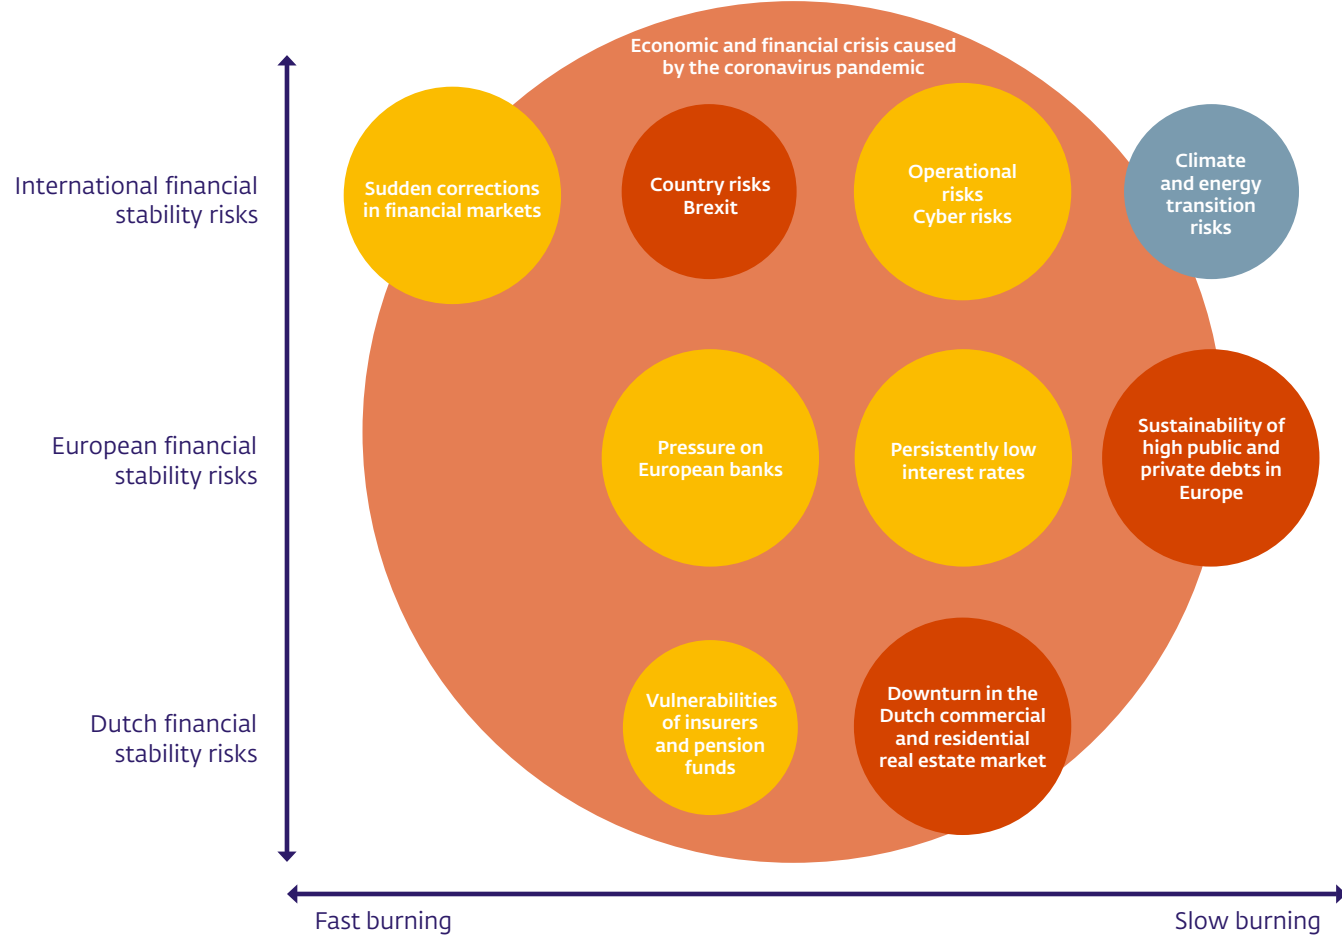 Economic and financial crisis caused
by the coronavirus pandemic
International financial
stability risks
Sudden corrections
in financial markets
Country risks
Brexit
Operational
risks
Cyber risks
Climate
and energy
transition
risks
European financial
stability risks
Pressure on
European banks
Persistently low
interest rates
Sustainability of
high public and
private debts in
Europe
Dutch financial
stability risks
Vulnerabilities
of insurers
and pension
funds
Downturn in the
Dutch commercial
and residential
real estate market
Fast burning
Slow burning